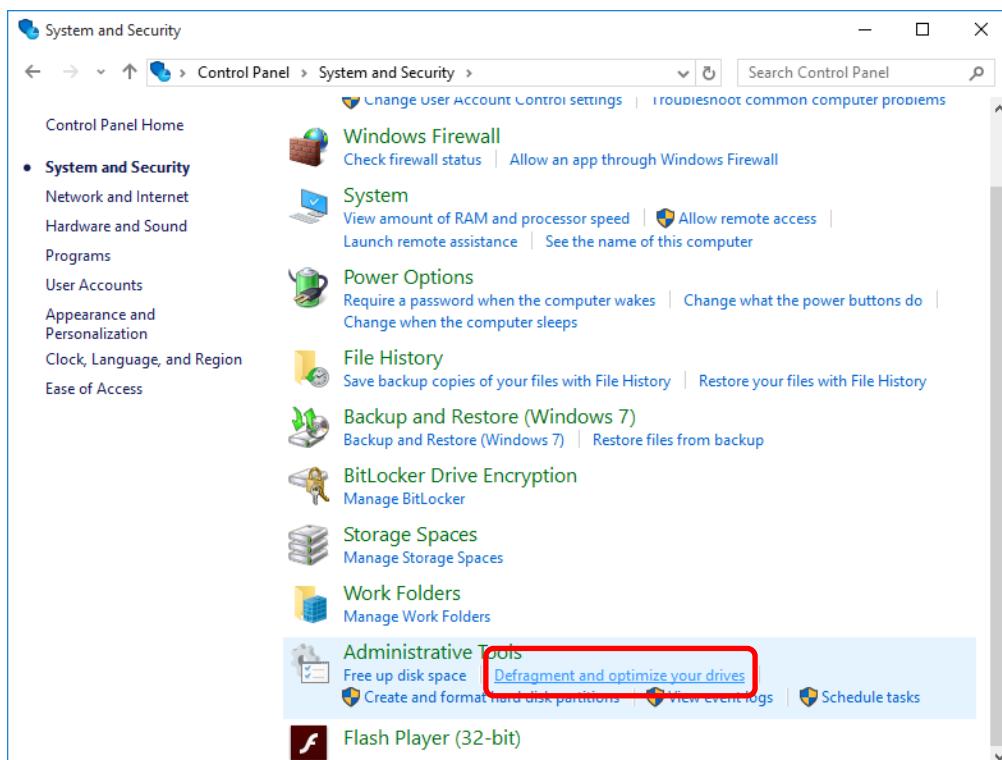 System and Security
Control Panel › System and Security ›
Search Control Panel
Control Panel Home
System and Security
Network and Internet
Hardware and Sound
Programs
User Accounts
Appearance and
Personalization
Clock, Language, and Region
Ease of Access
Change User Account Control settings Troubleshoot common computer problems
Windows Firewall
Check firewall status Allow an app through Windows Firewall
System
View amount of RAM and processor speed Allow remote access
Launch remote assistance See the name of this computer
Power Options
Require a password when the computer wakes Change what the power buttons do
Change when the computer sleeps
File History
Save backup copies of your files with File History Restore your files with File History
Backup and Restore (Windows 7)
Backup and Restore (Windows 7) Restore files from backup
BitLocker Drive Encryption
Manage BitLocker
Storage Spaces
Manage Storage Spaces
Work Folders
Manage Work Folders
Administrative Tools
Free up disk space Defragment and optimize your drives
Create and format hard disk partitions View event logs Schedule tasks
Flash Player (32-bit)